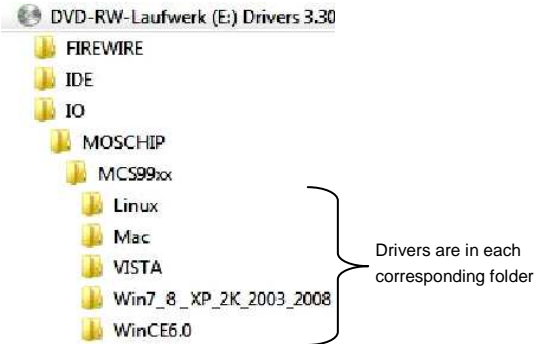 DVD-RW-Laufwerk (E:) Drivers 3.30
FIREWIRE
IDE
IO
MOSCHIP
MCS99xx
Linux
Mac
VISTA
Win7_8_XP_2K_2003_2008
WinCE6.0
Drivers are in each
corresponding folder